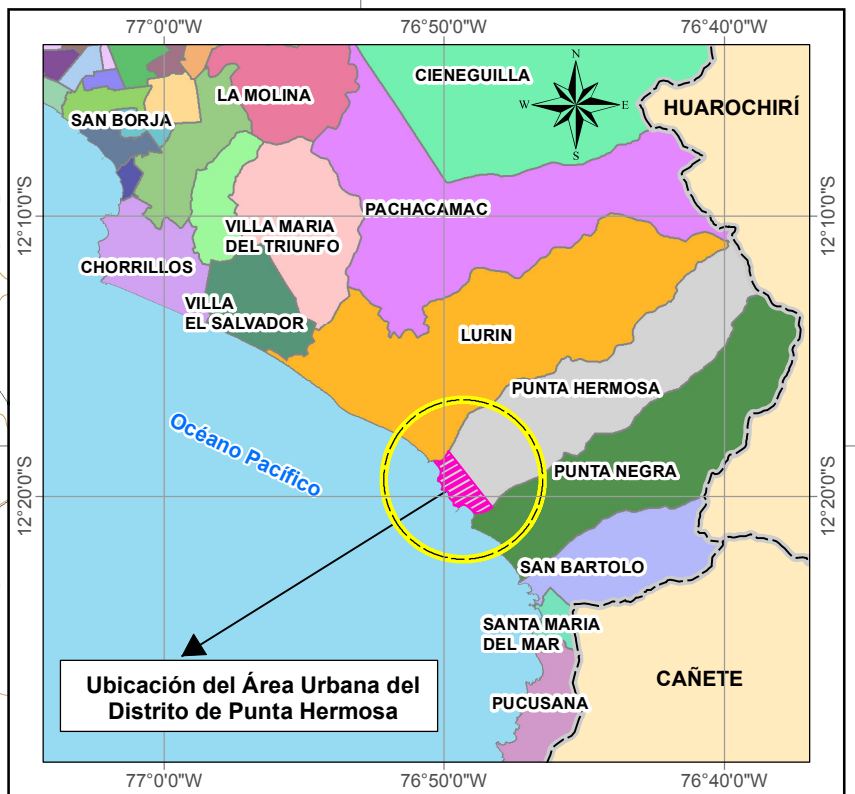 77°0'0"W
76°50'0"W
76°40'0"W
CIENEGUILLA
N
W
E
S
LA MOLINA
HUAROCHIRÍ
SAN BORJA
12°10'0"S
12°10'0"S
PACHACAMAC
VILLA MARIA
DEL TRIUNFO
CHORRILLOS
VILLA
EL SALVADOR
LURIN
PUNTA HERMOSA
Océano Pacífico
PUNTA NEGRA
12°20'0"S
12°20'0"S
SAN BARTOLO
SANTA MARIA
DEL MAR
Ubicación del Área Urbana del
Distrito de Punta Hermosa
CAÑETE
PUCUSANA
77°0'0"W
76°50'0"W
76°40'0"W